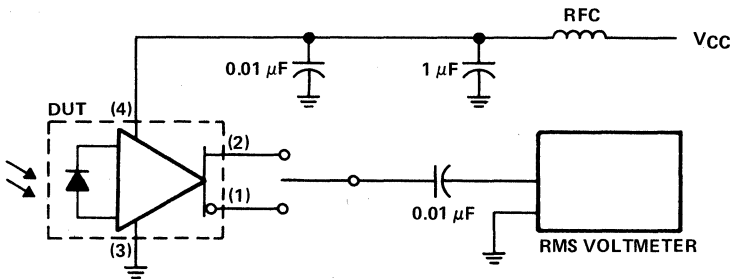 RFC
VCC
0.01 μF
1 μF
DUT
(4)
(2)
(1)
0.01 μF
(3)
RMS VOLTMETER